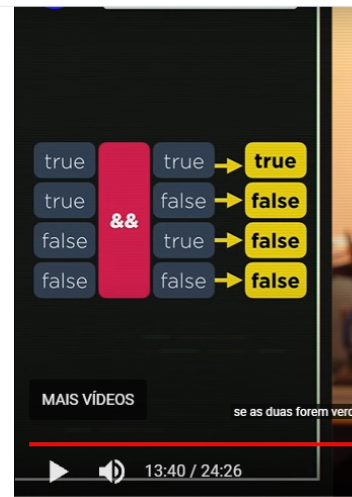 true && true true
true false false
false true false
false false false
MAIS VÍDEOS
se as duas forem
13:40 / 24:26